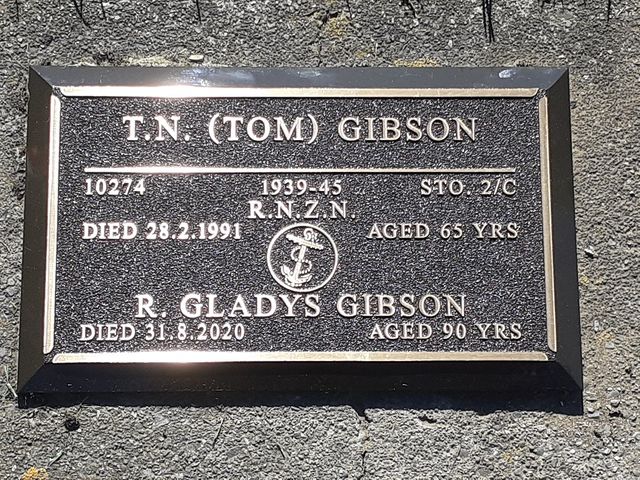 T.N. (TOM) GIBSON
10274 1939-45 STO. 2/C
R.N.Z.N.
DIED 28.2.1991 AGED 65 YRS
R. GLADYS GIBSON
DIED 31.8.2020 AGED 90 YRS